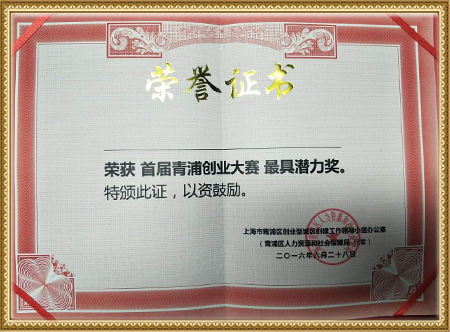 荣誉证书
荣获 首届青浦创业大赛 最具潜力奖。
特颁此证，以资鼓励。
上海市青浦区创业型城区创建工作领导小组办公室
（青浦区人力资源和社会保障局 代章）
二〇一六年六月二十八日